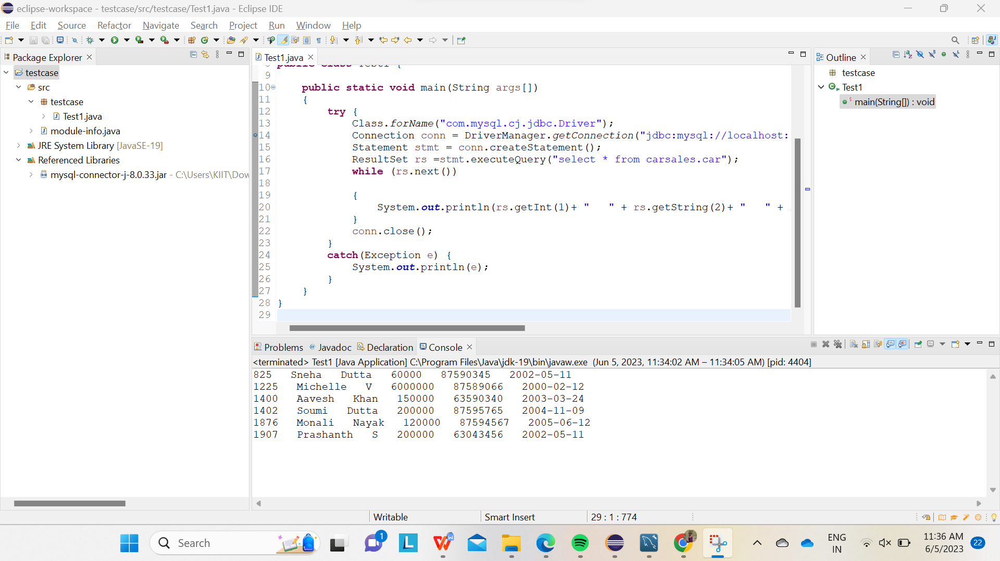 eclipse-workspace - testcase/src/testcase/Test1.java - Eclipse IDE
File Edit Source Refactor Navigate Search Project Run Window Help
Package Explorer
testcase
src
testcase
Test1.java
module-info.java
JRE System Library [JavaSE-19]
Referenced Libraries
mysql-connector-j-8.0.33.jar - C:\Users\KIIT\Dow
Test1.java
8 public class Test1 {
9
10 public static void main(String args[])
11 {
12 try {
13 Class.forName("com.mysql.cj.jdbc.Driver");
14 Connection conn = DriverManager.getConnection("jdbc:mysql://localhost:
15 Statement stmt = conn.createStatement();
16 ResultSet rs =stmt.executeQuery("select * from carsales.car");
17 while (rs.next())
18
19 {
20 System.out.println(rs.getInt(1)+ "   " + rs.getString(2)+ "   " +
21 }
22 conn.close();
23 }
24 catch(Exception e) {
25 System.out.println(e);
26 }
27 }
28 }
29
Outline
testcase
Test1
main(String[]) : void
Problems @ Javadoc Declaration Console
<terminated> Test1 [Java Application] C:\Program Files\Java\jdk-19\bin\javaw.exe (Jun 5, 2023, 11:34:02 AM – 11:34:05 AM) [pid: 4404]
825 Sneha Dutta 60000 87590345 2002-05-11
1225 Michelle V 6000000 87589066 2000-02-12
1400 Aavesh Khan 150000 63590340 2003-03-24
1402 Soumi Dutta 200000 87595765 2004-11-09
1876 Monali Nayak 120000 87594567 2005-06-12
1907 Prashanth S 200000 63043456 2002-05-11
Writable Smart Insert 29 : 1 : 774
Search
1
L
W
ENG
IN
11:36 AM
6/5/2023
22